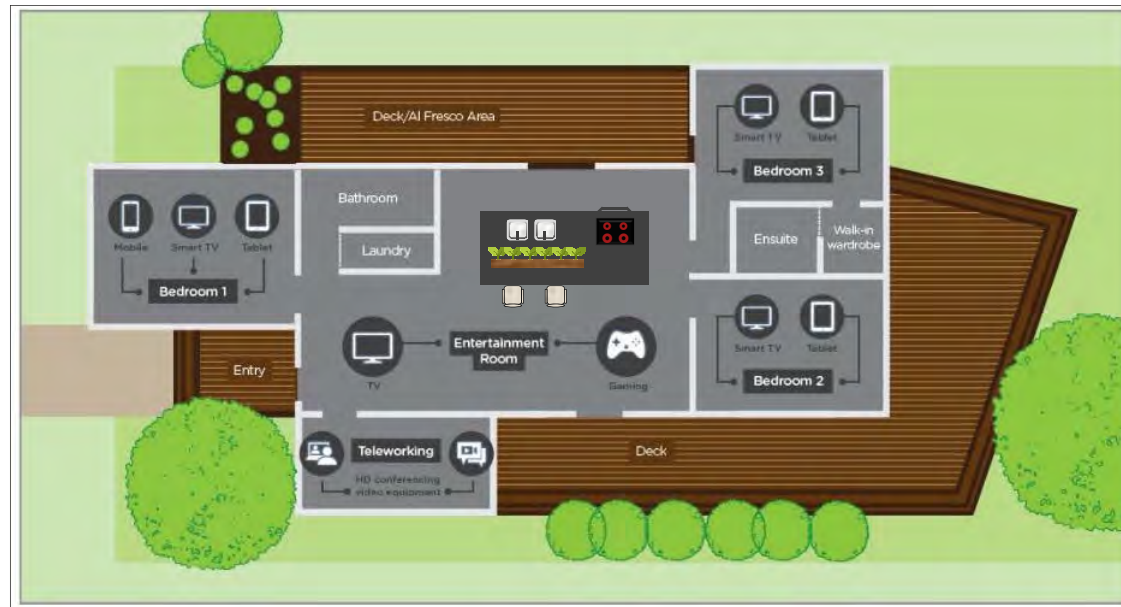 Deck/Al Fresco Area
Smart TV
Tablet
Bedroom 3
Bathroom
Mobile
Smart TV
Tablet
Laundry
Ensuite
Walk-in
wardrobe
Bedroom 1
Entertainment
Room
TV
Gaming
Smart TV
Tablet
Bedroom 2
Entry
Teleworking
HD conferencing
video equipment
Deck